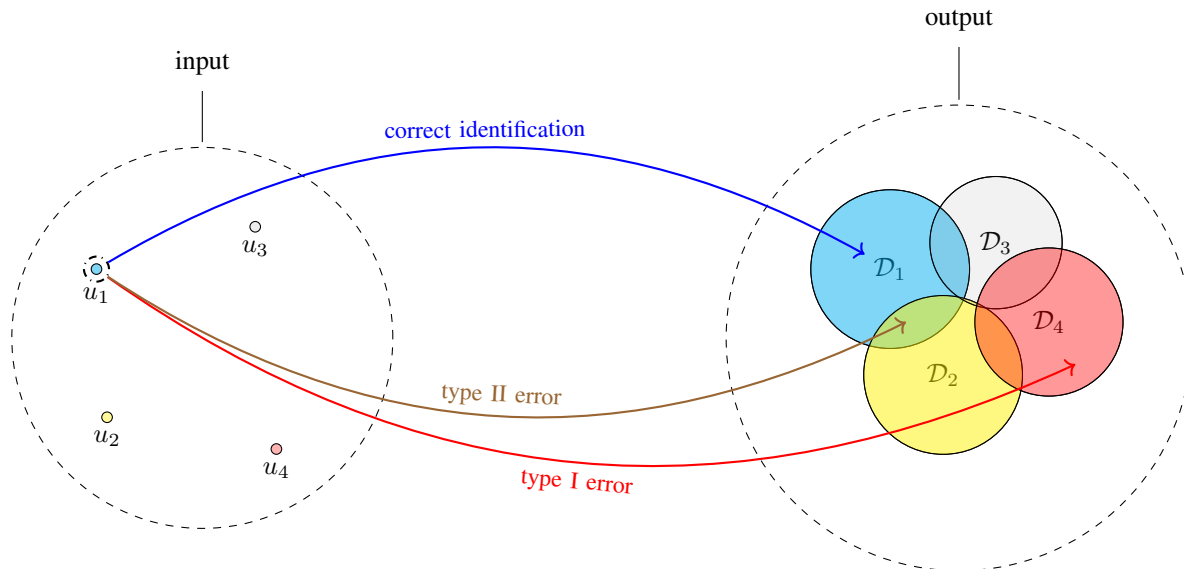 output
input
correct identification
u₃
u₁
𝒟₃
𝒟₁
𝒟₄
𝒟₂
type II error
u₂
u₄
type I error